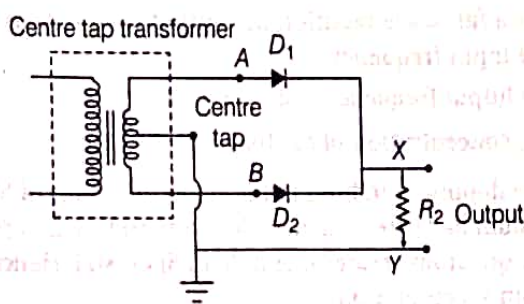 Centre tap transformer
A D₁
Centre
tap
X
B
D₂
R₂ Output
Y